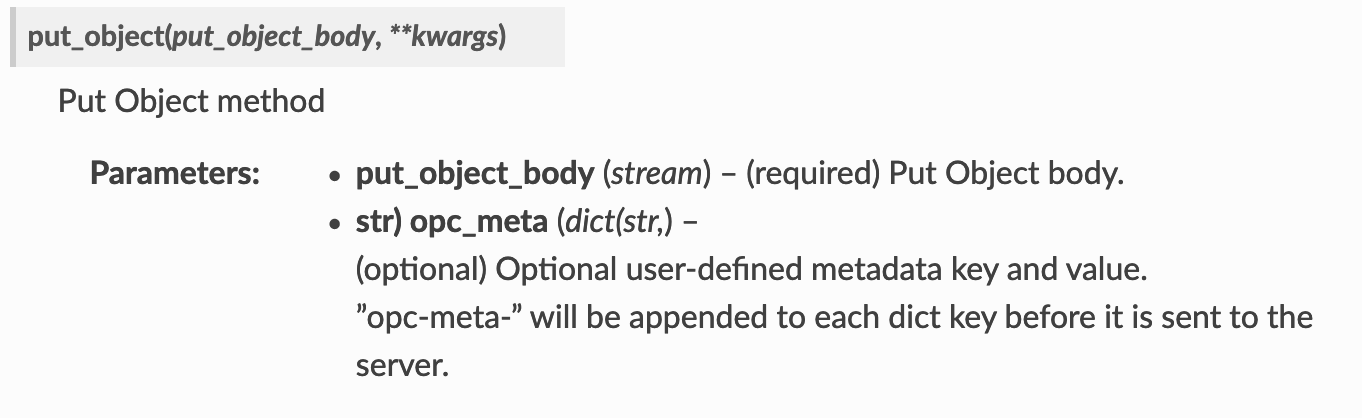 put_object(put_object_body, **kwargs)
Put Object method
Parameters:
• put_object_body (stream) – (required) Put Object body.
• str) opc_meta (dict(str,) –
(optional) Optional user-defined metadata key and value.
”opc-meta-” will be appended to each dict key before it is sent to the
server.